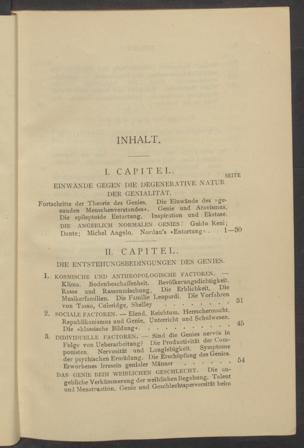 INHALT.
I. CAPITEL.
SEITE
EINWÄNDE GEGEN DIE DEGENERATIVE NATUR
DER GENIALITÄT.
Fortschritte der Theorie des Genies. Die Einwände des »ge-
sunden Menschenverstandes«. Genie und Atavismus.
Die epileptoide Entartung. Inspiration und Ekstase.
DIE ANGEBLICH NORMALEN GENIES: Guido Reni;
Dante; Michel Angelo. Nordau's »Entartung« . . 1—50
II. CAPITEL.
DIE ENTSTEHUNGSBEDINGUNGEN DES GENIES.
1. KOSMISCHE UND ANTHROPOLOGISCHE FACTOREN. —
Klima. Bodenbeschaffenheit. Bevölkerungsdichtigkeit.
Rasse und Rassenmischung. Die Erblichkeit. Die
Musikerfamilien. Die Familie Leopardi. Die Vorfahren
von Tasso, Coleridge, Shelley . . . . . . 51
2. SOCIALE FACTOREN. — Elend. Reichtum. Herrschermacht.
Republikanismus und Genie. Unterricht und Schulwesen.
Die »klassische Bildung« . . . . . . . . 45
3. INDIVIDUELLE FACTOREN. — Sind die Genies nervös in
Folge von Ueberarbeitung? Die Productivität der Com-
ponisten. Nervosität und Langlebigkeit. Symptome
der psychischen Ermüdung. Die Erschöpfung des Genies.
Erworbenes Irresein genialer Männer . . . . . 54
DAS GENIE BEIM WEIBLICHEN GESCHLECHT. Die an-
gebliche Verkümmerung der weiblichen Begabung. Talent
und Menstruation. Genie und Geschlechtsperversität beim